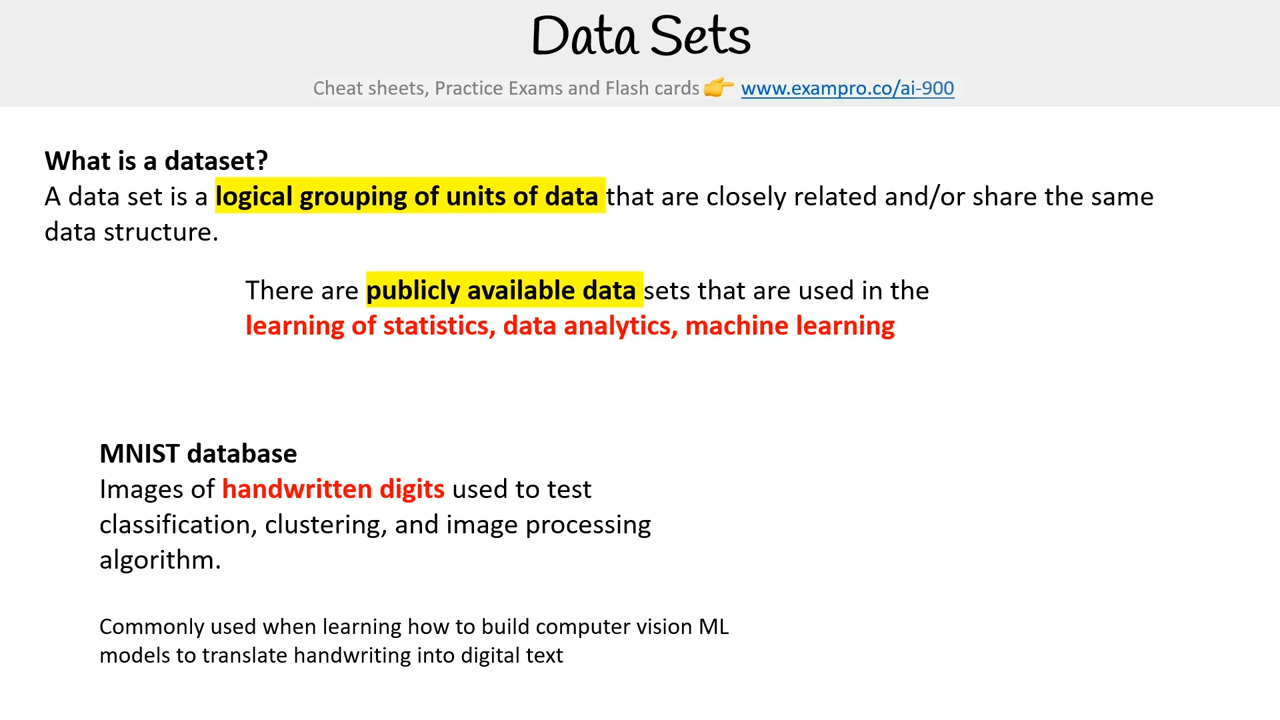 Data Sets
Cheat sheets, Practice Exams and Flash cards 👉 www.exampro.co/ai-900
What is a dataset?
A data set is a logical grouping of units of data that are closely related and/or share the same
data structure.
There are publicly available data sets that are used in the
learning of statistics, data analytics, machine learning
MNIST database
Images of handwritten digits used to test
classification, clustering, and image processing
algorithm.
Commonly used when learning how to build computer vision ML
models to translate handwriting into digital text